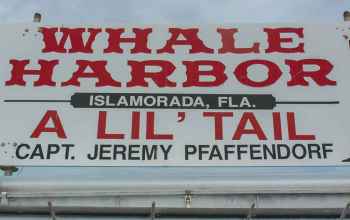 WHALE
HARBOR
ISLAMORADA, FLA.
A LIL' TAIL
CAPT. JEREMY PFAFFENDORF